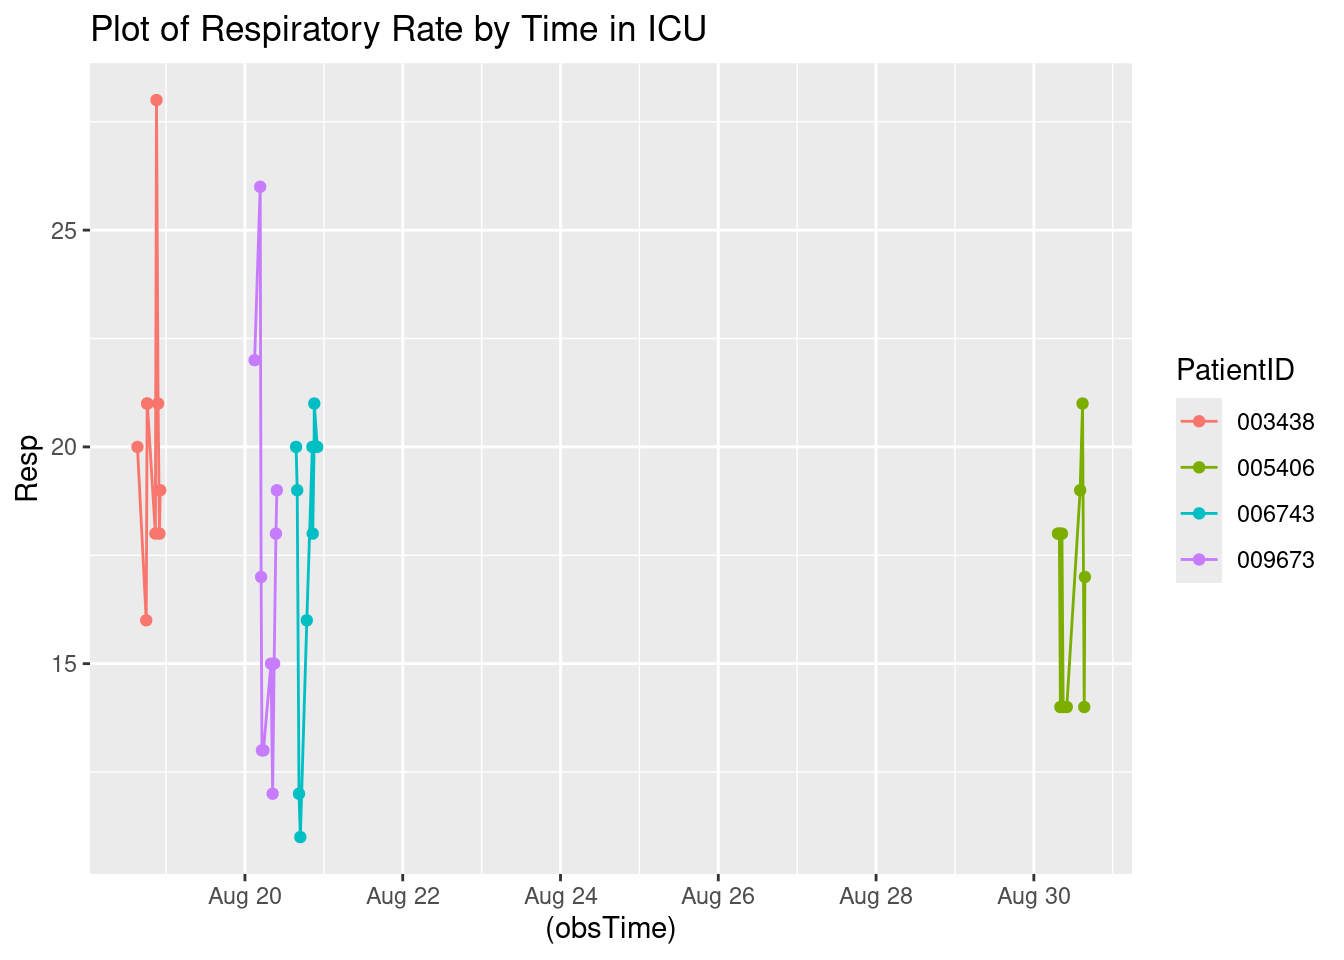 Plot of Respiratory Rate by Time in ICU
25
20
15
Resp
Aug 20 Aug 22 Aug 24 Aug 26 Aug 28 Aug 30
(obsTime)
PatientID
003438
005406
006743
009673